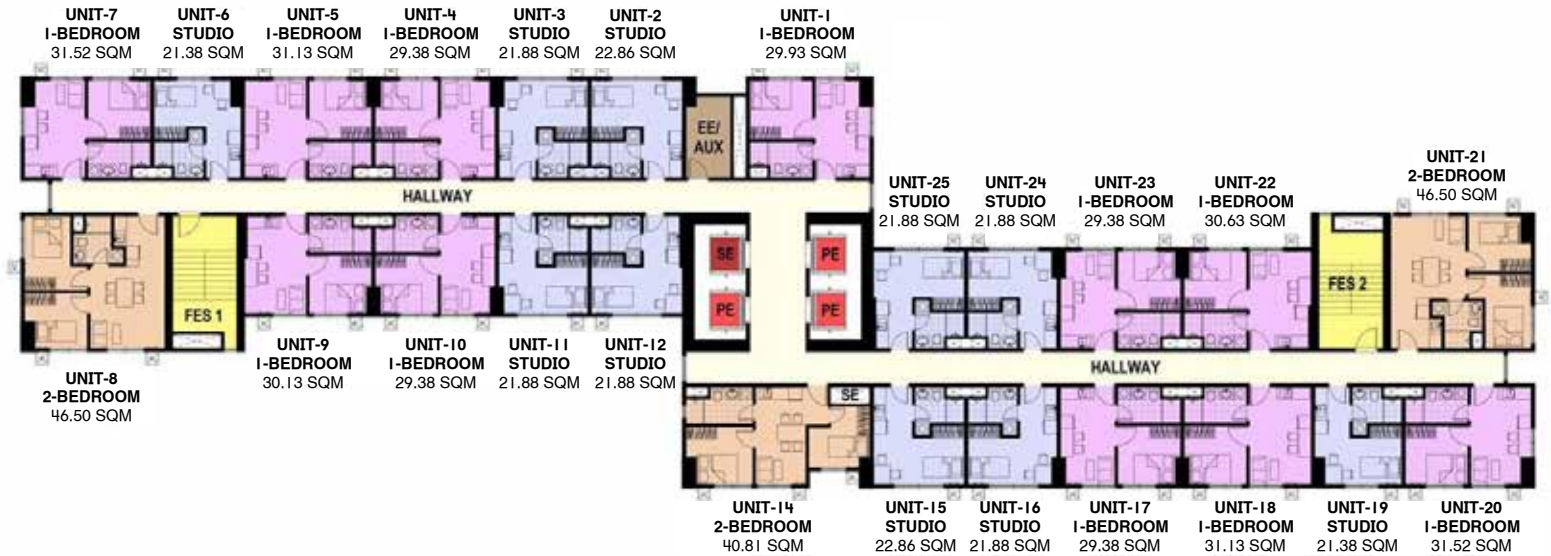 UNIT-7
1-BEDROOM
31.52 SQM
UNIT-6
STUDIO
21.38 SQM
UNIT-5
1-BEDROOM
31.13 SQM
UNIT-4
1-BEDROOM
29.38 SQM
UNIT-3
STUDIO
21.88 SQM
UNIT-2
STUDIO
22.86 SQM
UNIT-1
1-BEDROOM
29.93 SQM
EE/
AUX
HALLWAY
UNIT-25
STUDIO
21.88 SQM
UNIT-24
STUDIO
21.88 SQM
UNIT-23
1-BEDROOM
29.38 SQM
UNIT-22
1-BEDROOM
30.63 SQM
UNIT-21
2-BEDROOM
46.50 SQM
SE
PE
PE
PE
FES 1
FES 2
UNIT-8
2-BEDROOM
46.50 SQM
UNIT-9
1-BEDROOM
30.13 SQM
UNIT-10
1-BEDROOM
29.38 SQM
UNIT-11
STUDIO
21.88 SQM
UNIT-12
STUDIO
21.88 SQM
HALLWAY
SE
UNIT-14
2-BEDROOM
40.81 SQM
UNIT-15
STUDIO
22.86 SQM
UNIT-16
STUDIO
21.88 SQM
UNIT-17
1-BEDROOM
29.38 SQM
UNIT-18
1-BEDROOM
31.13 SQM
UNIT-19
STUDIO
21.38 SQM
UNIT-20
1-BEDROOM
31.52 SQM